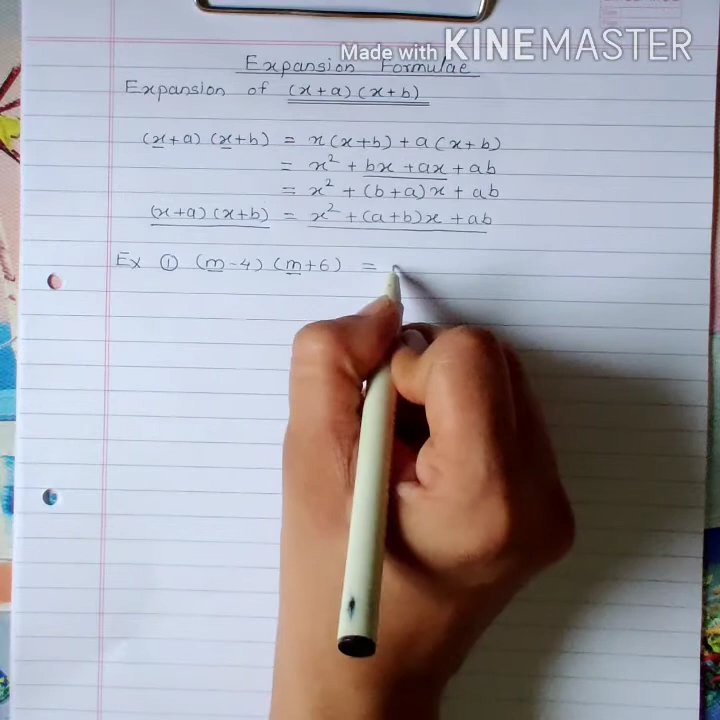 Made with KINEMASTER
Expansion Formulae
Expansion of (x+a)(x+b)
(x+a)(x+b) = x(x+b)+a(x+b)
= x² + bx + ax + ab
= x² + (b+a)x + ab
(x+a)(x+b) = x² + (a+b)x + ab
Ex ① (m-4)(m+6) =